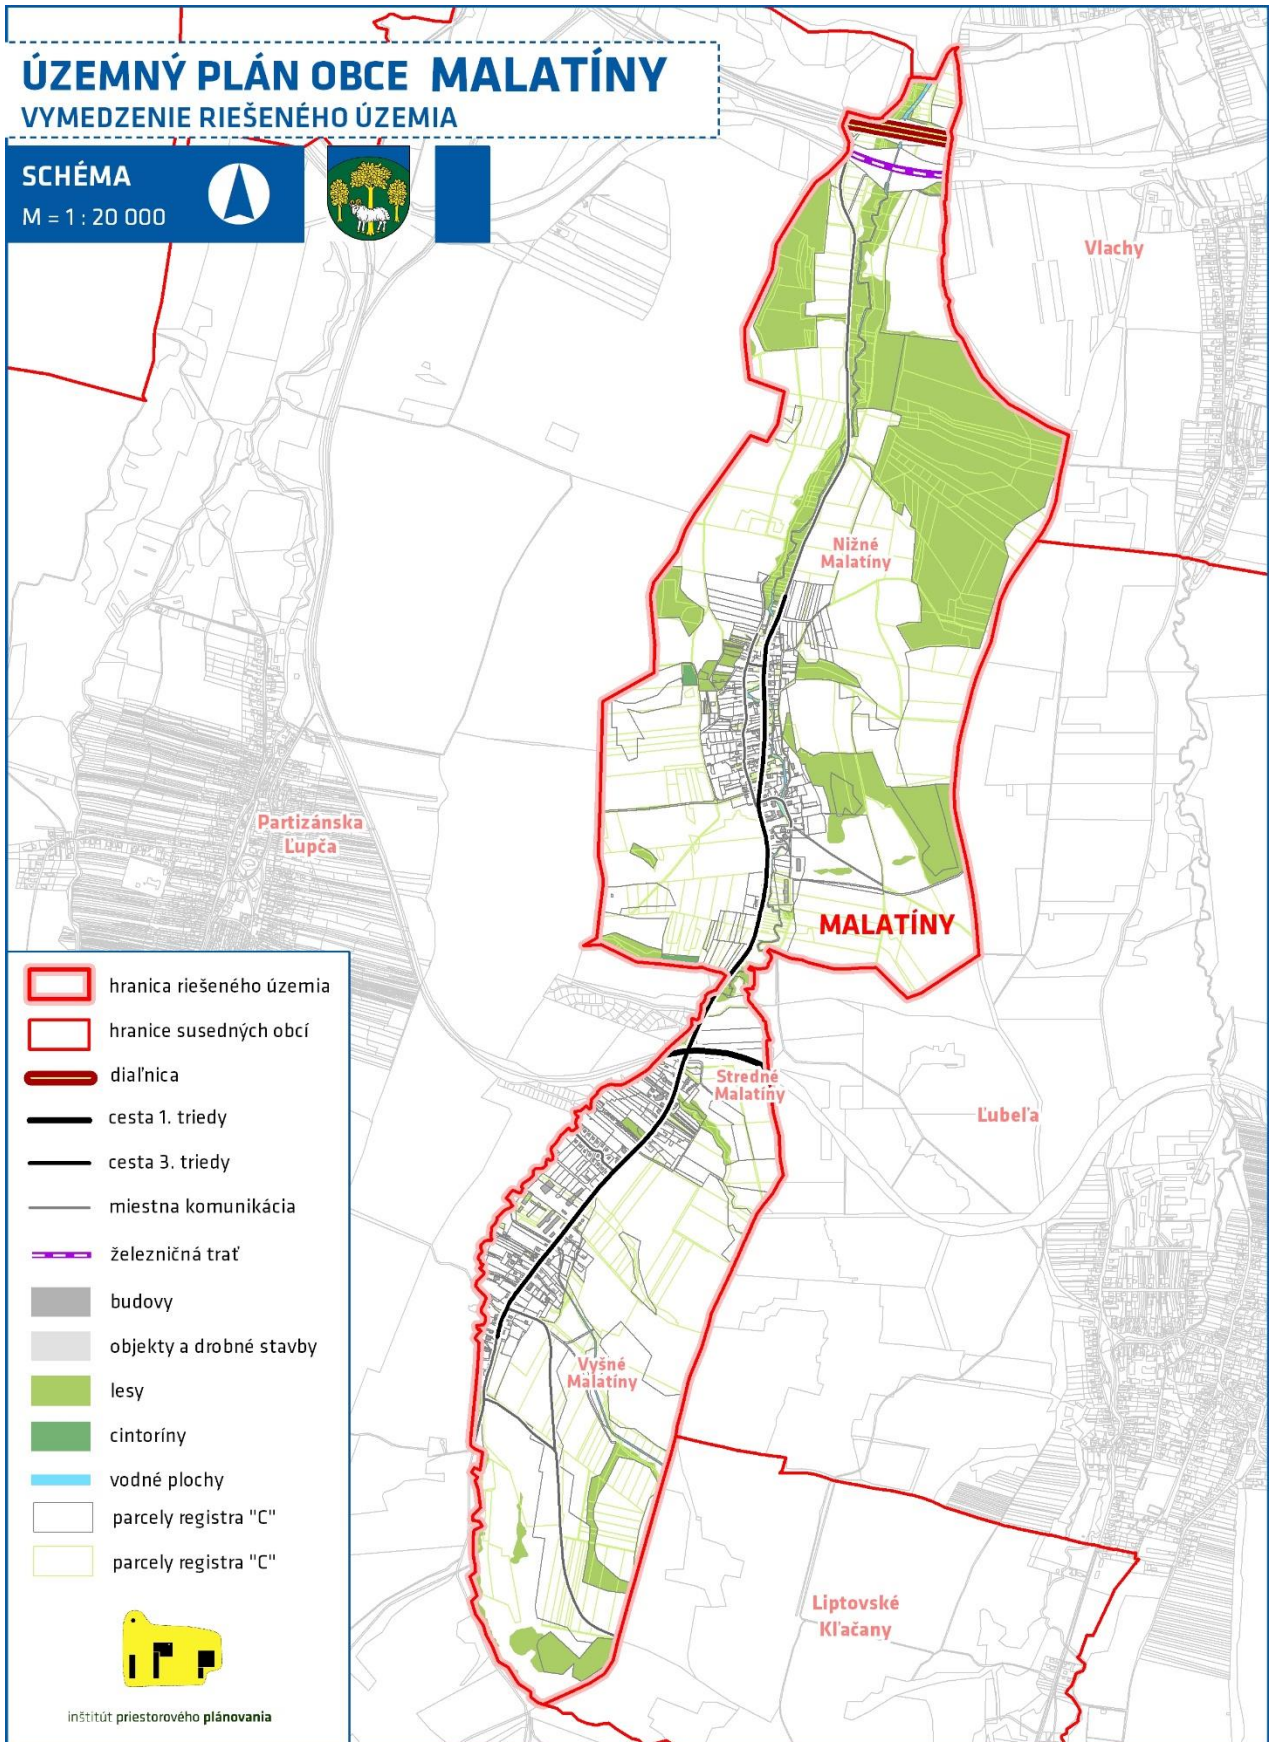 ÚZEMNÝ PLÁN OBCE MALATÍNY
VYMEDZENIE RIEŠENÉHO ÚZEMIA
SCHÉMA
M = 1 : 20 000
Vlachy
Nižné
Malatíny
Partizánska
Ľupča
MALATÍNY
Stredné
Malatíny
Ľubeľa
Vyšné
Malatíny
Liptovské
Kľačany
hranica riešeného územia
hranice susedných obcí
diaľnica
cesta 1. triedy
cesta 3. triedy
miestna komunikácia
železničná trať
budovy
objekty a drobné stavby
lesy
cintoríny
vodné plochy
parcely registra "C"
parcely registra "C"
inštitút priestorového plánovania